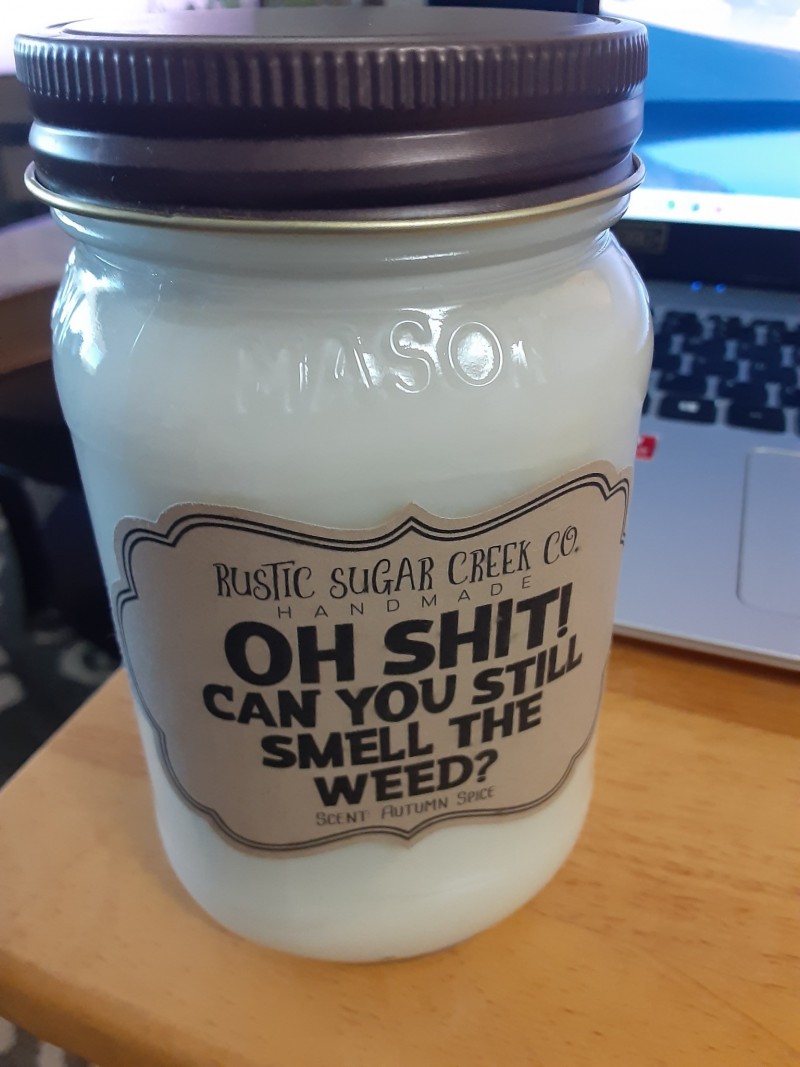 MASON
RUSTIC SUGAR CREEK CO.
HANDMADE
OH SHIT!
CAN YOU STILL
SMELL THE
WEED?
SCENT: AUTUMN SPICE